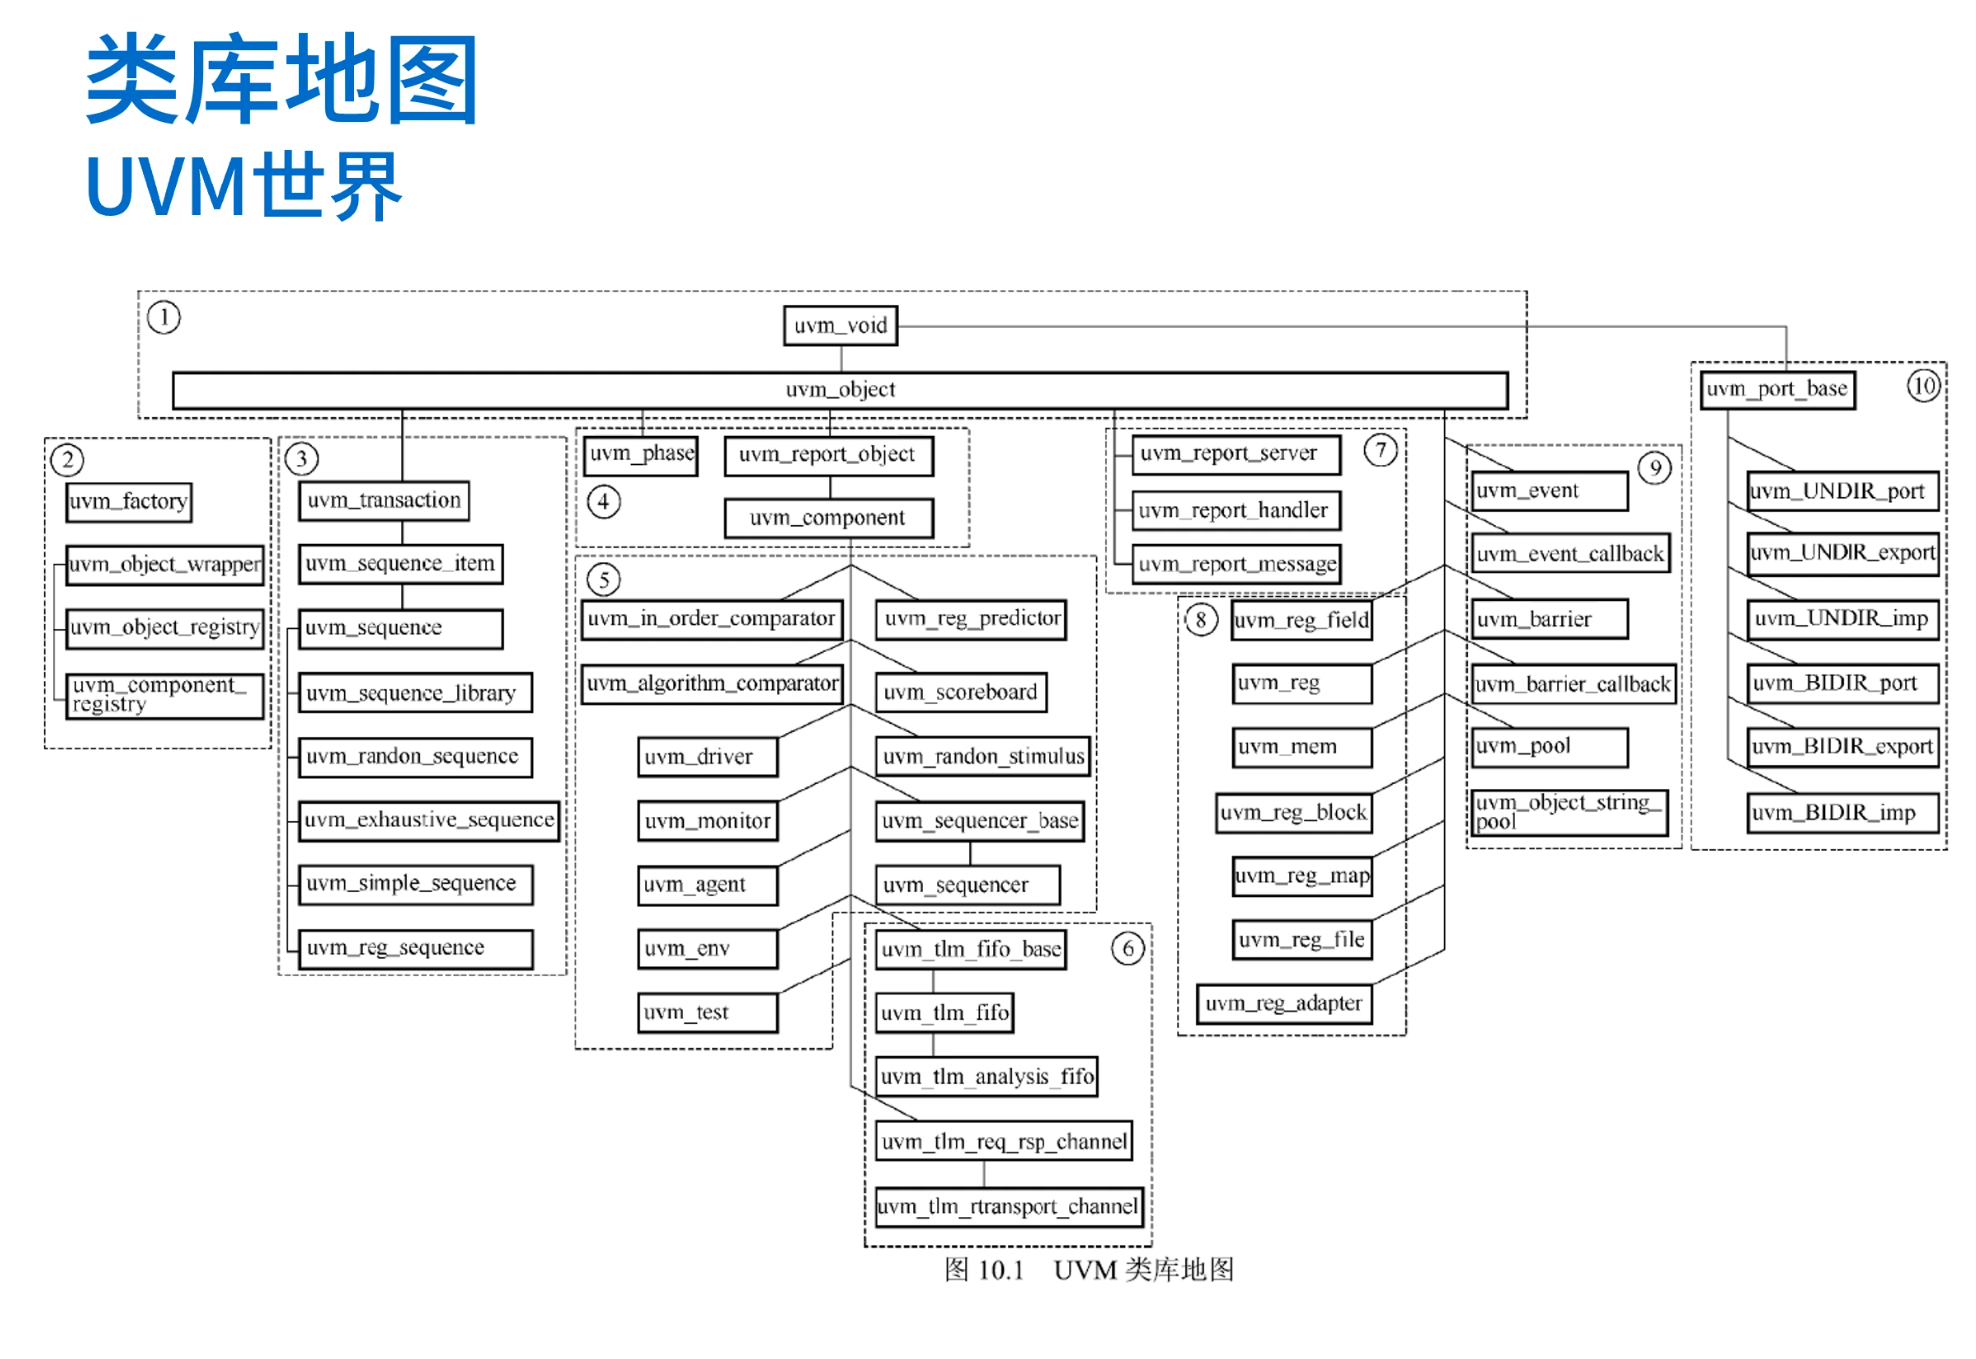 类库地图
UVM世界
①
uvm_void
uvm_object
②
uvm_factory
uvm_object_wrapper
uvm_object_registry
uvm_component_
registry
③
uvm_transaction
uvm_sequence_item
uvm_sequence
uvm_sequence_library
uvm_randon_sequence
uvm_exhaustive_sequence
uvm_simple_sequence
uvm_reg_sequence
uvm_phase
uvm_report_object
④
uvm_component
⑤
uvm_in_order_comparator
uvm_reg_predictor
uvm_algorithm_comparator
uvm_scoreboard
uvm_driver
uvm_randon_stimulus
uvm_monitor
uvm_sequencer_base
uvm_agent
uvm_sequencer
uvm_env
uvm_test
⑥
uvm_tlm_fifo_base
uvm_tlm_fifo
uvm_tlm_analysis_fifo
uvm_tlm_req_rsp_channel
uvm_tlm_rtransport_channel
⑦
uvm_report_server
uvm_report_handler
uvm_report_message
⑧
uvm_reg_field
uvm_reg
uvm_mem
uvm_reg_block
uvm_reg_map
uvm_reg_file
uvm_reg_adapter
⑨
uvm_event
uvm_event_callback
uvm_barrier
uvm_barrier_callback
uvm_pool
uvm_object_string_
pool
⑩
uvm_port_base
uvm_UNDIR_port
uvm_UNDIR_export
uvm_UNDIR_imp
uvm_BIDIR_port
uvm_BIDIR_export
uvm_BIDIR_imp
图 10.1 UVM 类库地图